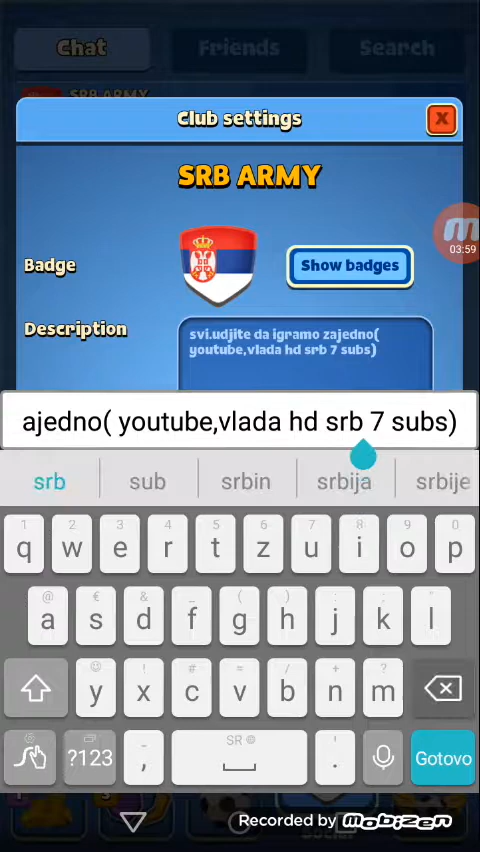 Chat Friends Search
SRB ARMY
Club settings X
SRB ARMY
03:59
Badge
Show badges
Description
svi.udjite da igramo zajedno(
youtube,vlada hd srb 7 subs)
ajedno( youtube,vlada hd srb 7 subs)
srb sub srbin srbija srbije
1 2 3 4 5 6 7 8 9 0
q w e r t z u i o p
@ € & _ ( ) : ; "
a s d f g h j k l
! # = / + ?
y x c v b n m
?123 , SR . Gotovo
Recorded by Mobizen